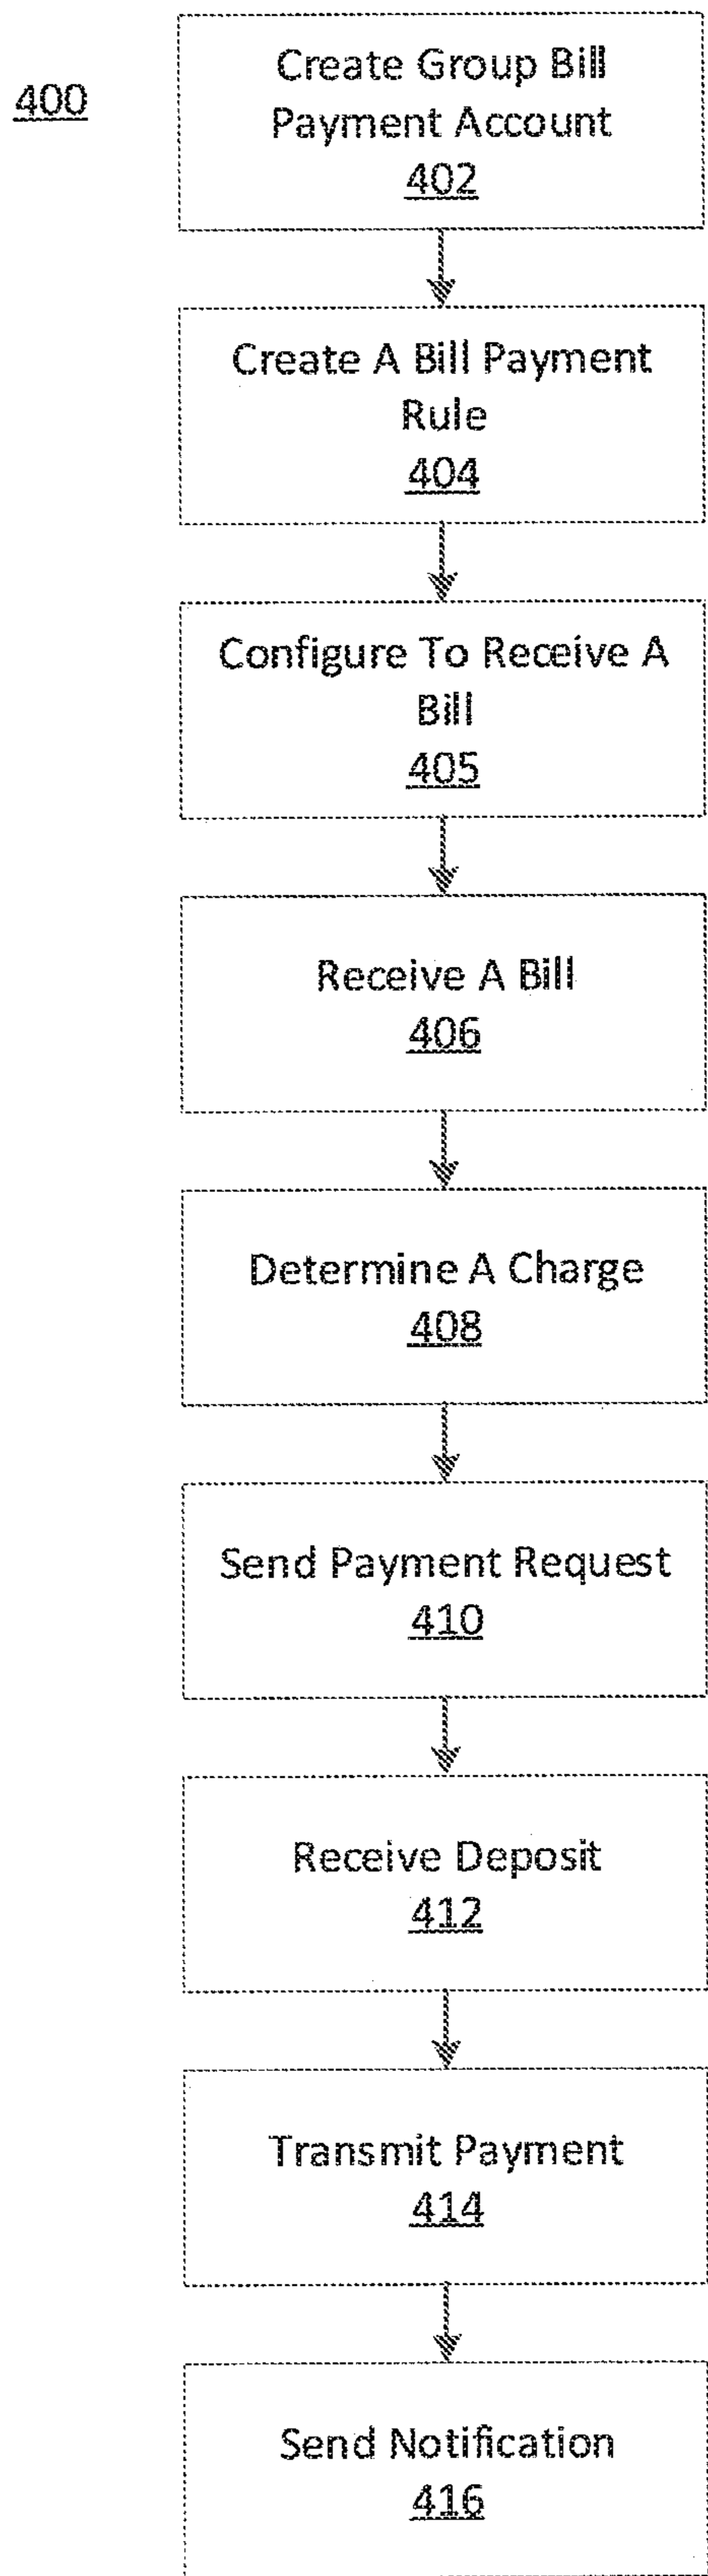 400
Create Group Bill
Payment Account
402
Create A Bill Payment
Rule
404
Configure To Receive A
Bill
405
Receive A Bill
406
Determine A Charge
408
Send Payment Request
410
Receive Deposit
412
Transmit Payment
414
Send Notification
416